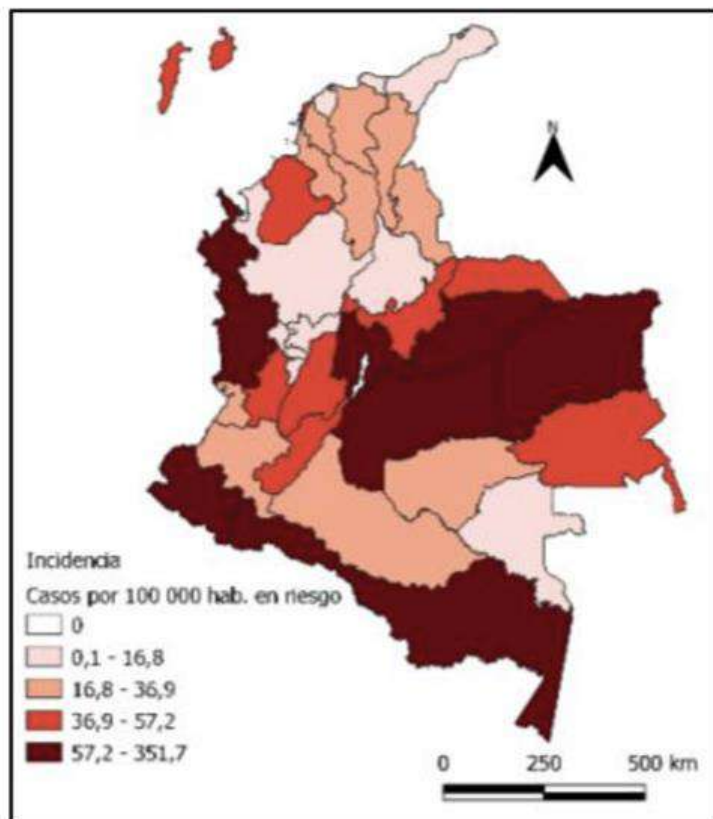 N
Incidencia
Casos por 100 000 hab. en riesgo
0
0,1 - 16,8
16,8 - 36,9
36,9 - 57,2
57,2 - 351,7
0 250 500 km